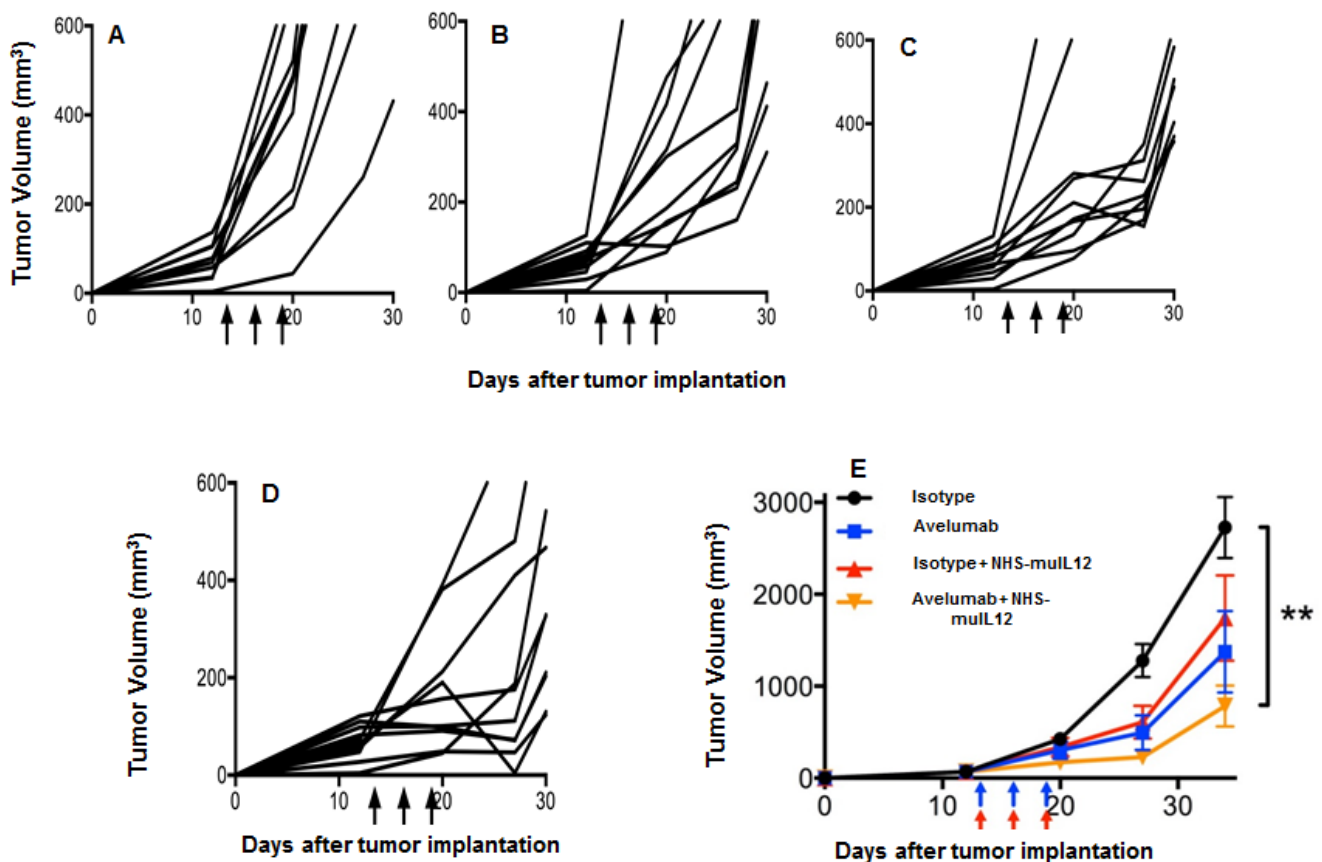 A
B
C
Tumor Volume (mm³)
600
400
200
0
0 10 20 30
600
400
200
0
0 10 20 30
600
400
200
0
0 10 20 30
Days after tumor implantation
D
Tumor Volume (mm³)
600
400
200
0
0 10 20 30
Days after tumor implantation
E
Tumor Volume (mm³)
3000
2000
1000
0
0 10 20 30
Isotype
Avelumab
Isotype+ NHS-muIL12
Avelumab+ NHS-
muIL12
**
Days after tumor implantation